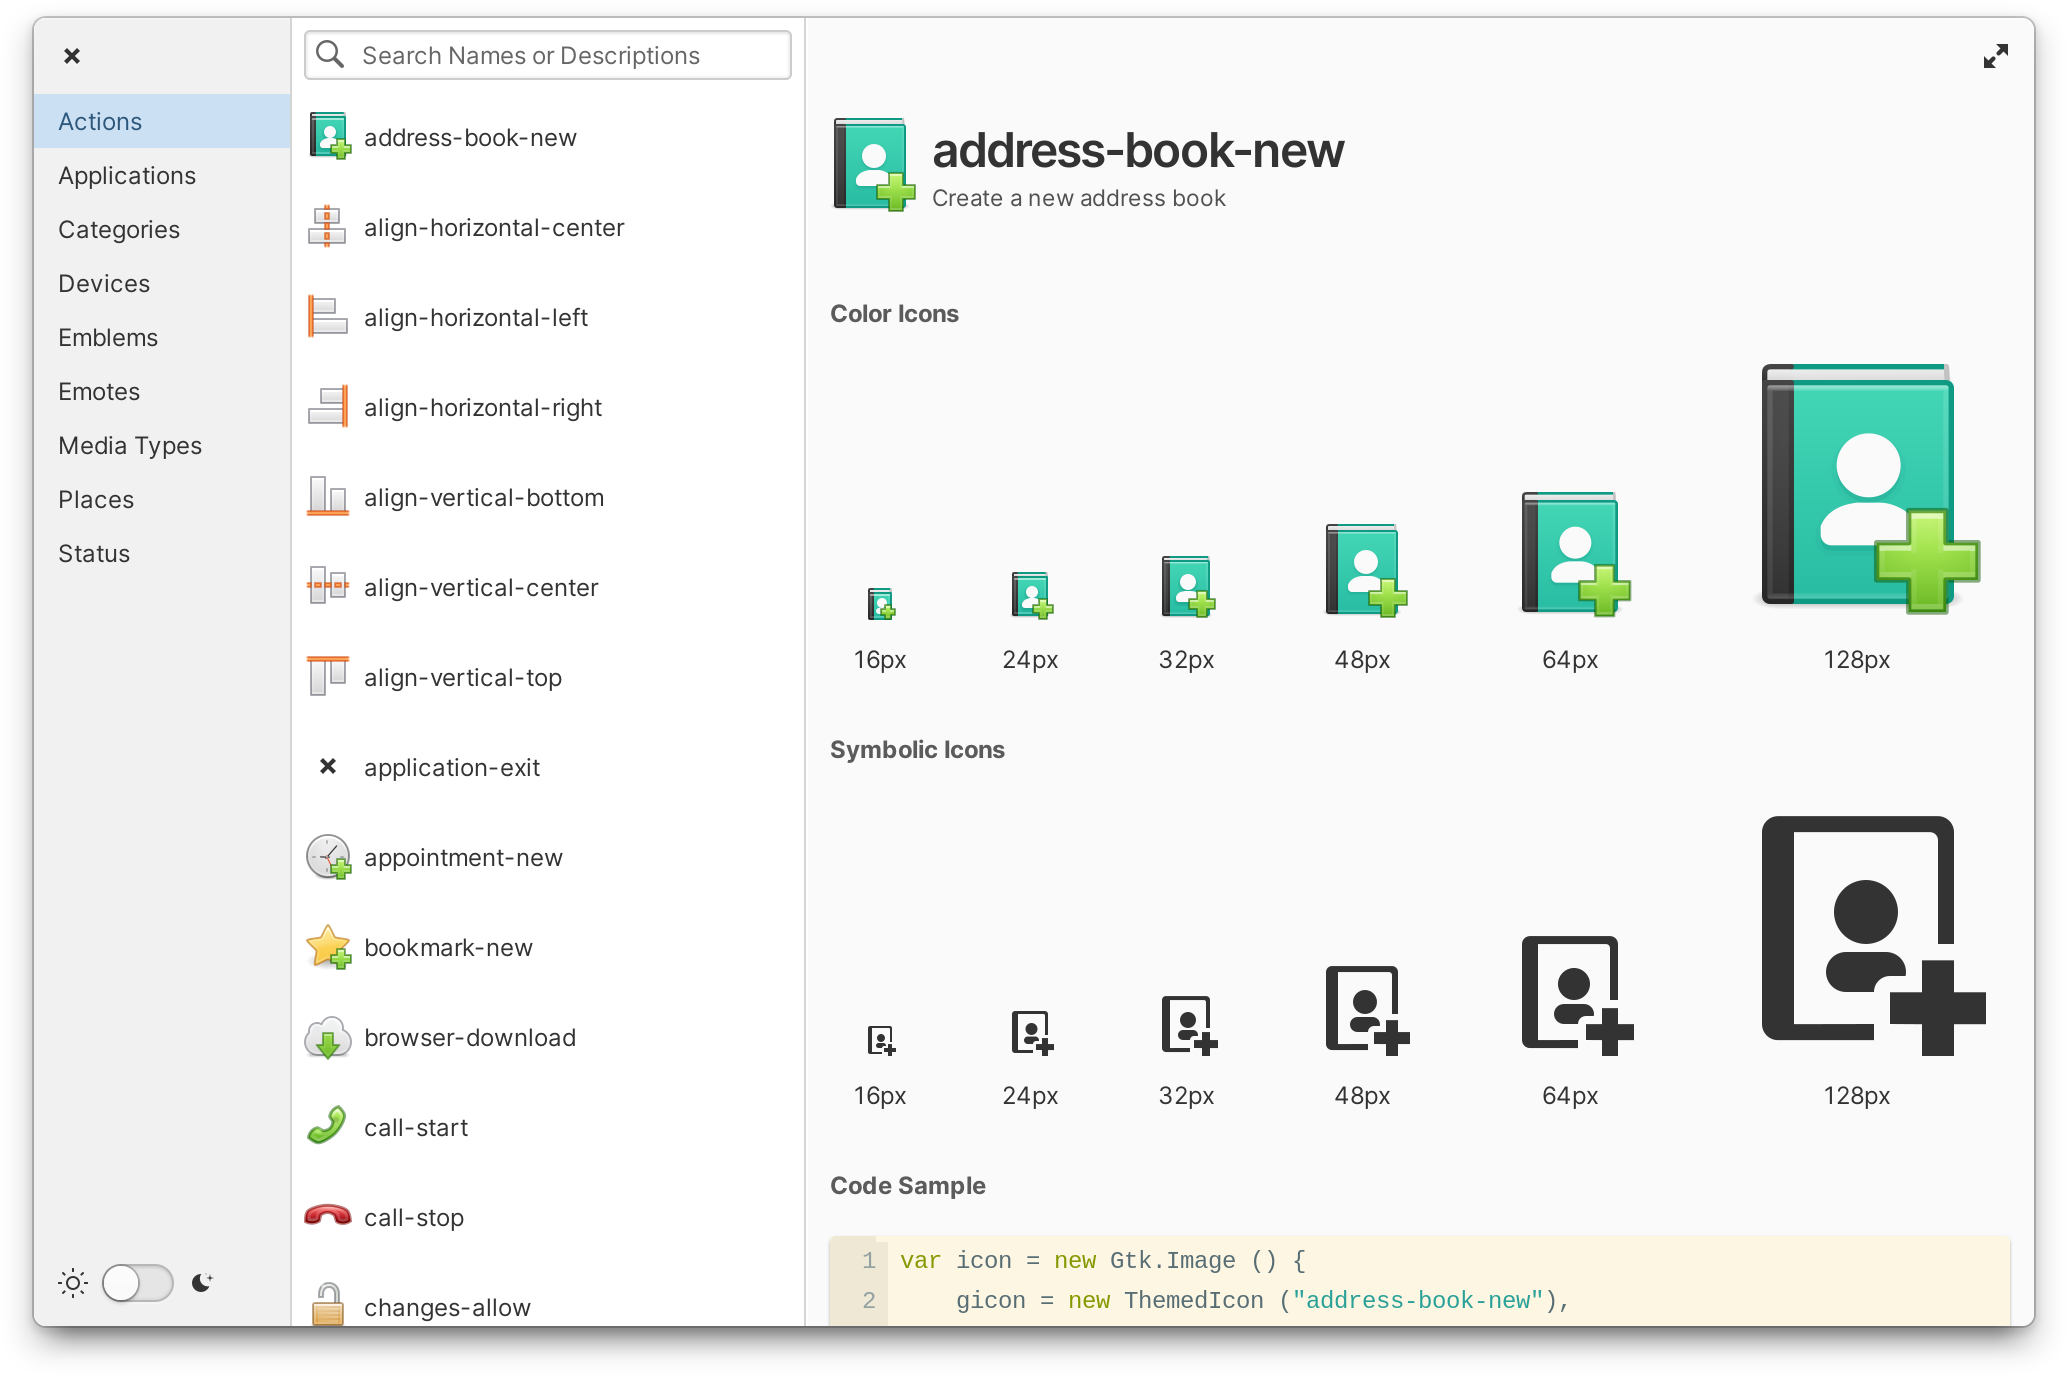 Actions
Applications
Categories
Devices
Emblems
Emotes
Media Types
Places
Status
Search Names or Descriptions
address-book-new
align-horizontal-center
align-horizontal-left
align-horizontal-right
align-vertical-bottom
align-vertical-center
align-vertical-top
application-exit
appointment-new
bookmark-new
browser-download
call-start
call-stop
changes-allow
address-book-new
Create a new address book
Color Icons
16px 24px 32px 48px 64px 128px
Symbolic Icons
16px 24px 32px 48px 64px 128px
Code Sample
1 var icon = new Gtk.Image () {
2     gicon = new ThemedIcon ("address-book-new"),